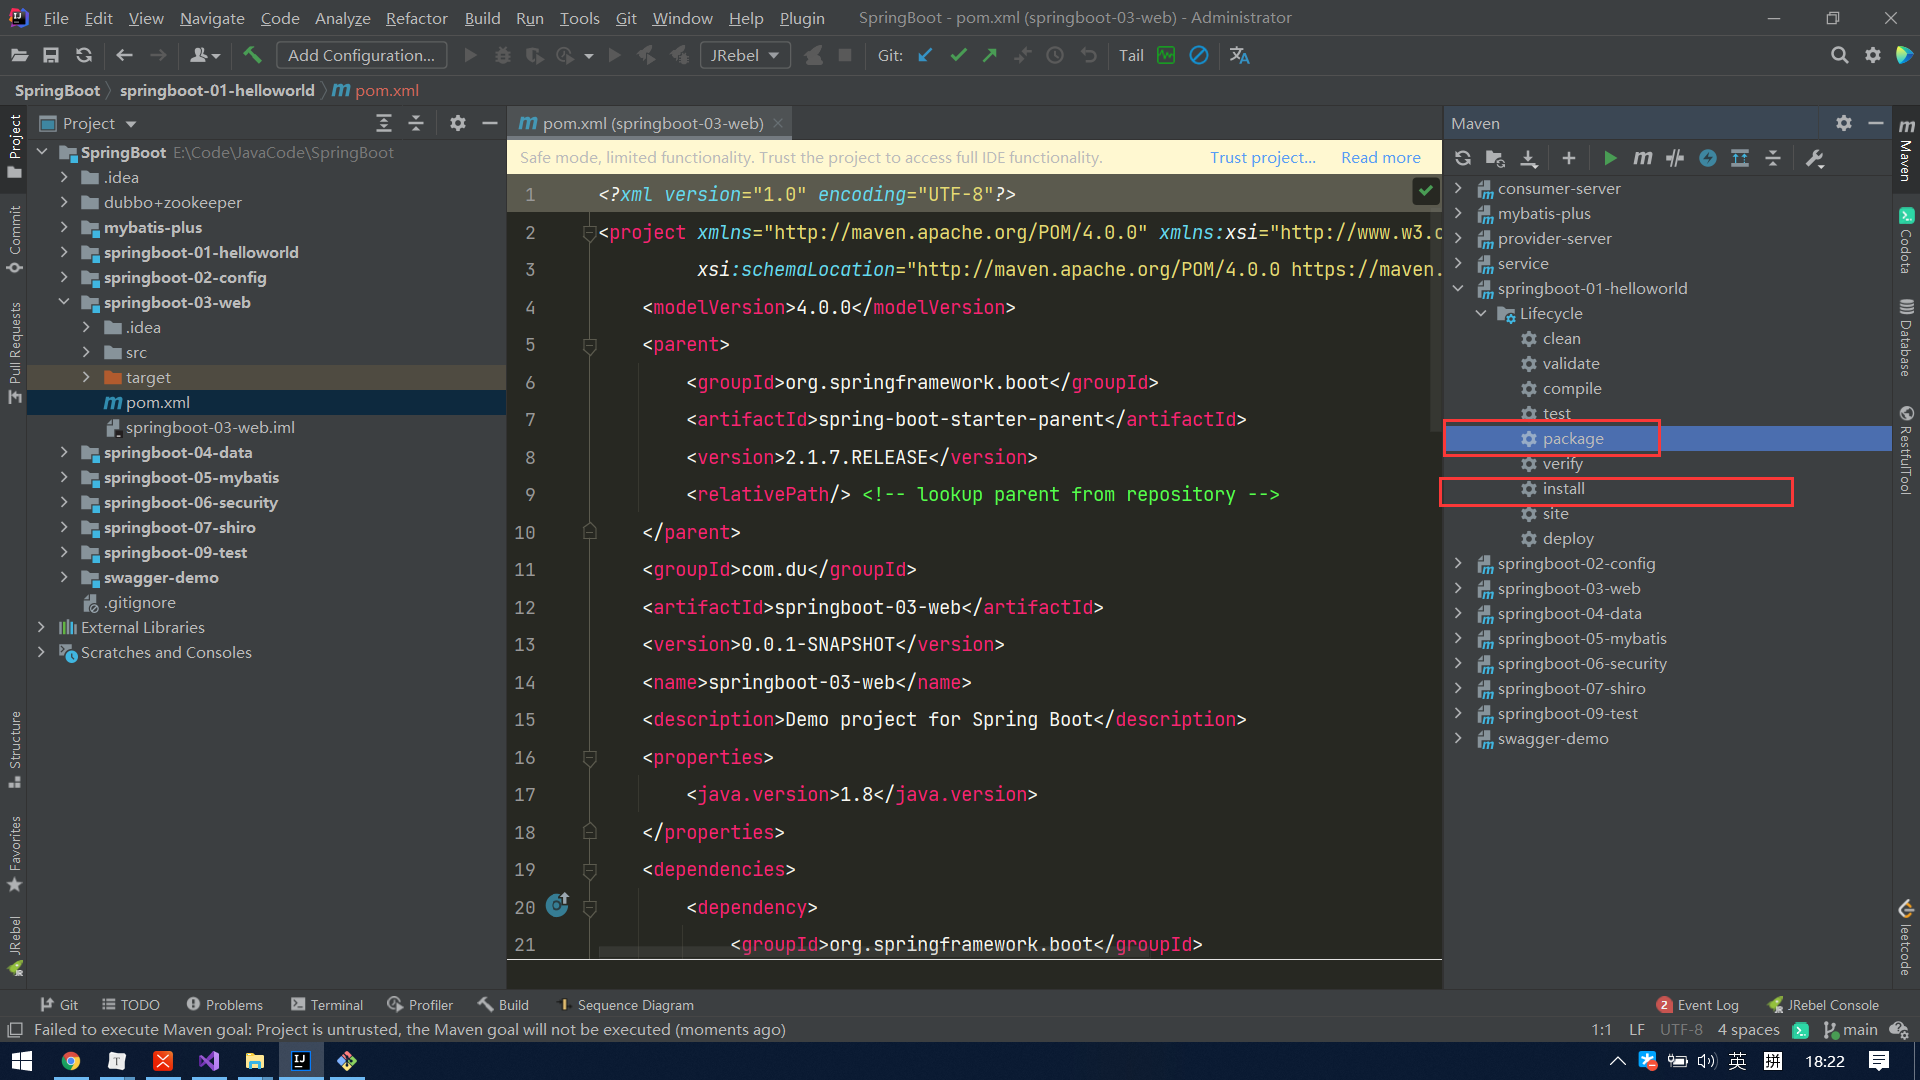 File Edit View Navigate Code Analyze Refactor Build Run Tools Git Window Help Plugin SpringBoot - pom.xml (springboot-03-web) - Administrator
Add Configuration... JRebel Git: Tail
SpringBoot springboot-01-helloworld m pom.xml
Project
Commit
Pull Requests
Structure
Favorites
JRebel
Project
SpringBoot E:\Code\JavaCode\SpringBoot
.idea
dubbo+zookeeper
mybatis-plus
springboot-01-helloworld
springboot-02-config
springboot-03-web
.idea
src
target
m pom.xml
springboot-03-web.iml
springboot-04-data
springboot-05-mybatis
springboot-06-security
springboot-07-shiro
springboot-09-test
swagger-demo
.gitignore
External Libraries
Scratches and Consoles
m pom.xml (springboot-03-web)
Safe mode, limited functionality. Trust the project to access full IDE functionality. Trust project... Read more
1 <?xml version="1.0" encoding="UTF-8"?>
2 <project xmlns="http://maven.apache.org/POM/4.0.0" xmlns:xsi="http://www.w3.o
3 xsi:schemaLocation="http://maven.apache.org/POM/4.0.0 https://maven.
4 <modelVersion>4.0.0</modelVersion>
5 <parent>
6 <groupId>org.springframework.boot</groupId>
7 <artifactId>spring-boot-starter-parent</artifactId>
8 <version>2.1.7.RELEASE</version>
9 <relativePath/> <!-- lookup parent from repository -->
10 </parent>
11 <groupId>com.du</groupId>
12 <artifactId>springboot-03-web</artifactId>
13 <version>0.0.1-SNAPSHOT</version>
14 <name>springboot-03-web</name>
15 <description>Demo project for Spring Boot</description>
16 <properties>
17 <java.version>1.8</java.version>
18 </properties>
19 <dependencies>
20 <dependency>
21 <groupId>org.springframework.boot</groupId>
Maven
consumer-server
mybatis-plus
provider-server
service
springboot-01-helloworld
Lifecycle
clean
validate
compile
test
package
verify
install
site
deploy
springboot-02-config
springboot-03-web
springboot-04-data
springboot-05-mybatis
springboot-06-security
springboot-07-shiro
springboot-09-test
swagger-demo
m Maven
Codota
Database
RestfulTool
leetcode
Git TODO Problems Terminal Profiler Build Sequence Diagram 2 Event Log JRebel Console
Failed to execute Maven goal: Project is untrusted, the Maven goal will not be executed (moments ago) 1:1 LF UTF-8 4 spaces main
T IJ 英 拼 18:22